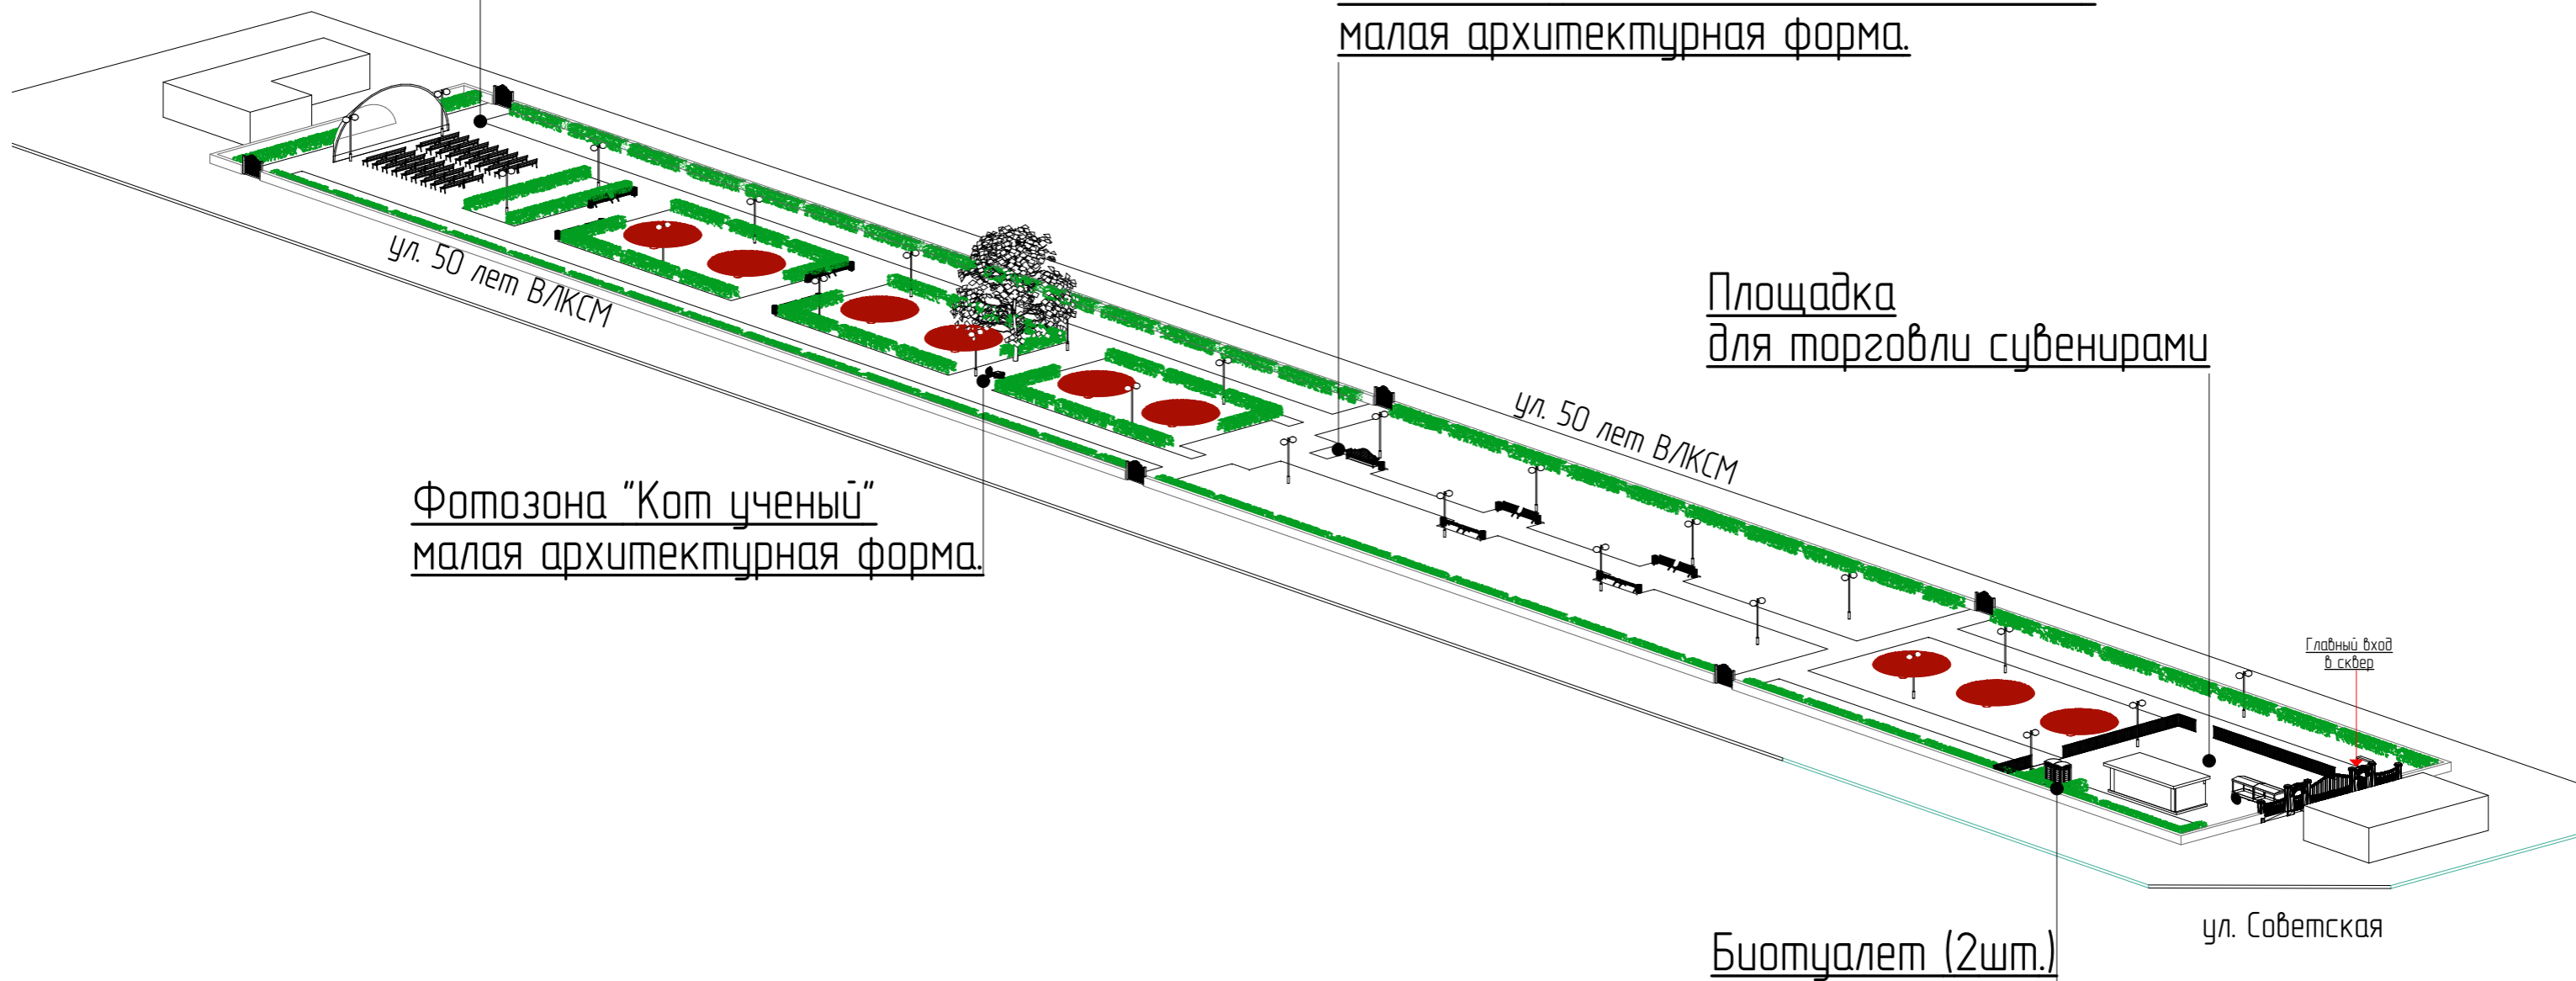 малая архитектурная форма.
Площадка
для торговли сувенирами
ул. 50 лет ВЛКСМ
ул. 50 лет ВЛКСМ
Фотозона "Кот ученый"
малая архитектурная форма.
Главный вход
в сквер
ул. Советская
Биотуалет (2шт.)